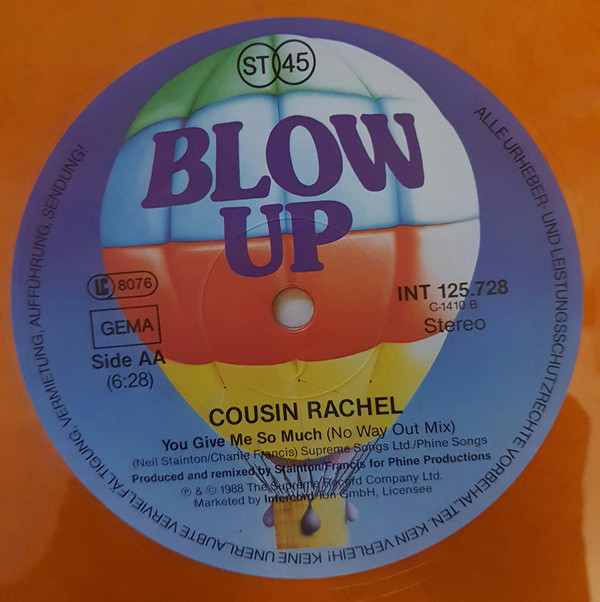 ST 45
BLOW
UP
LC 8076
GEMA
Side AA
(6:28)
INT 125.728
C-1410 B
Stereo
COUSIN RACHEL
You Give Me So Much (No Way Out Mix)
(Neil Stainton/Charlie Francis) Supreme Songs Ltd./Phine Songs
Produced and remixed by Stainton/Francis for Phine Productions
℗ & © 1988 The Supreme Record Company Ltd.
Marketed by Intercord Ton GmbH, Licensee
ALLE URHEBER- UND LEISTUNGSSCHUTZRECHTE VORBEHALTEN. KEIN VERLEIH! KEINE UNERLAUBTE VERVIELFÄLTIGUNG, VERMIETUNG, AUFFÜHRUNG, SENDUNG!